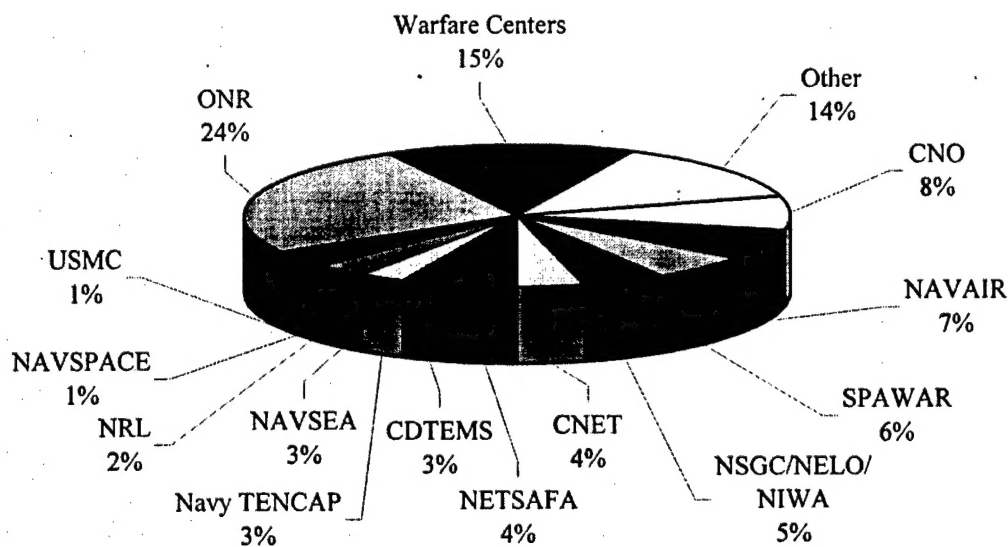 Warfare Centers
15%
Other
14%
CNO
8%
NAVAIR
7%
SPAWAR
6%
NSGC/NELO/
NIWA
5%
CNET
4%
NETSAFA
4%
CDTEMS
3%
Navy TENCAP
3%
NAVSEA
3%
NRL
2%
NAVSPACE
1%
USMC
1%
ONR
24%